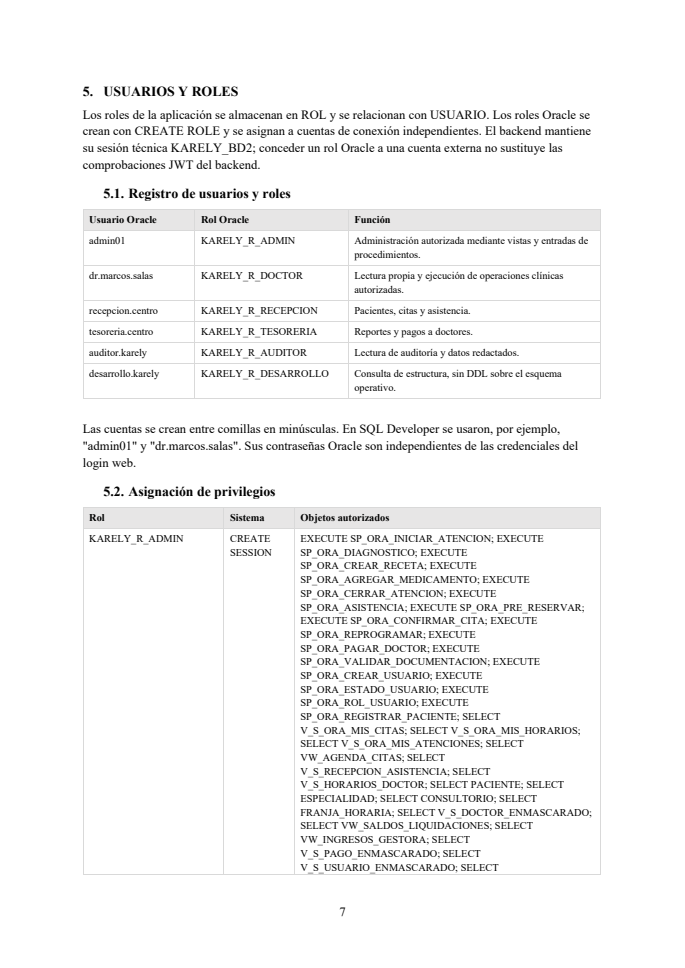 5. USUARIOS Y ROLES
Los roles de la aplicación se almacenan en ROL y se relacionan con USUARIO. Los roles Oracle se
crean con CREATE ROLE y se asignan a cuentas de conexión independientes. El backend mantiene
su sesión técnica KARELY_BD2; conceder un rol Oracle a una cuenta externa no sustituye las
comprobaciones JWT del backend.
5.1. Registro de usuarios y roles
Usuario Oracle Rol Oracle Función
admin01 KARELY_R_ADMIN Administración autorizada mediante vistas y entradas de
procedimientos.
dr.marcos.salas KARELY_R_DOCTOR Lectura propia y ejecución de operaciones clínicas
autorizadas.
recepcion.centro KARELY_R_RECEPCION Pacientes, citas y asistencia.
tesoreria.centro KARELY_R_TESORERIA Reportes y pagos a doctores.
auditor.karely KARELY_R_AUDITOR Lectura de auditoría y datos redactados.
desarrollo.karely KARELY_R_DESARROLLO Consulta de estructura, sin DDL sobre el esquema
operativo.
Las cuentas se crean entre comillas en minúsculas. En SQL Developer se usaron, por ejemplo,
"admin01" y "dr.marcos.salas". Sus contraseñas Oracle son independientes de las credenciales del
login web.
5.2. Asignación de privilegios
Rol Sistema Objetos autorizados
KARELY_R_ADMIN CREATE EXECUTE SP_ORA_INICIAR_ATENCION; EXECUTE
SESSION SP_ORA_DIAGNOSTICO; EXECUTE
SP_ORA_CREAR_RECETA; EXECUTE
SP_ORA_AGREGAR_MEDICAMENTO; EXECUTE
SP_ORA_CERRAR_ATENCION; EXECUTE
SP_ORA_ASISTENCIA; EXECUTE SP_ORA_PRE_RESERVAR;
EXECUTE SP_ORA_CONFIRMAR_CITA; EXECUTE
SP_ORA_REPROGRAMAR; EXECUTE
SP_ORA_PAGAR_DOCTOR; EXECUTE
SP_ORA_VALIDAR_DOCUMENTACION; EXECUTE
SP_ORA_CREAR_USUARIO; EXECUTE
SP_ORA_ESTADO_USUARIO; EXECUTE
SP_ORA_ROL_USUARIO; EXECUTE
SP_ORA_REGISTRAR_PACIENTE; SELECT
V_S_ORA_MIS_CITAS; SELECT V_S_ORA_MIS_HORARIOS;
SELECT V_S_ORA_MIS_ATENCIONES; SELECT
VW_AGENDA_CITAS; SELECT
V_S_RECEPCION_ASISTENCIA; SELECT
V_S_HORARIOS_DOCTOR; SELECT PACIENTE; SELECT
ESPECIALIDAD; SELECT CONSULTORIO; SELECT
FRANJA_HORARIA; SELECT V_S_DOCTOR_ENMASCARADO;
SELECT VW_SALDOS_LIQUIDACIONES; SELECT
VW_INGRESOS_GESTORA; SELECT
V_S_PAGO_ENMASCARADO; SELECT
V_S_USUARIO_ENMASCARADO; SELECT
7